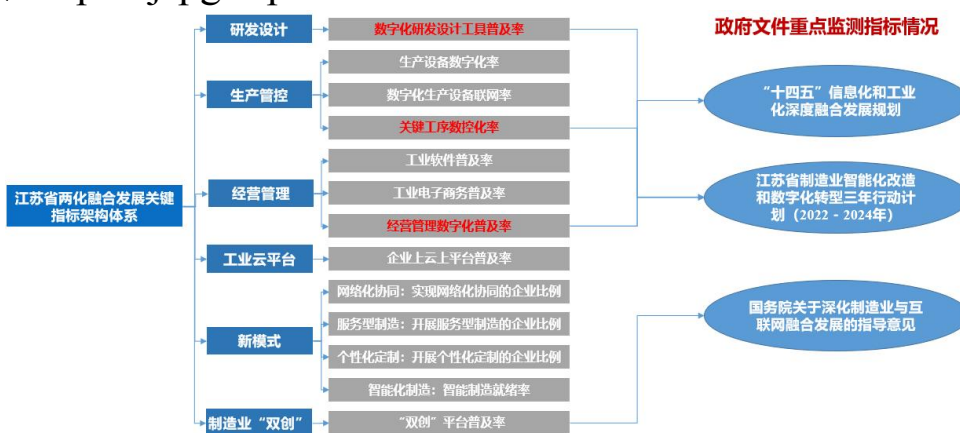 研发设计
数字化研发设计工具普及率
政府文件重点监测指标情况
生产设备数字化率
生产管控
数字化生产设备联网率
关键工序数控化率
“十四五”信息化和工业
化深度融合发展规划
工业软件普及率
江苏省两化融合发展关键
指标架构体系
经营管理
工业电子商务普及率
经营管理数字化普及率
江苏省制造业智能化改造
和数字化转型三年行动计
划（2022 - 2024年）
工业云平台
企业上云上平台普及率
网络化协同：实现网络化协同的企业比例
服务型制造：开展服务型制造的企业比例
新模式
个性化定制：开展个性化定制的企业比例
智能化制造：智能制造就绪率
国务院关于深化制造业与互
联网融合发展的指导意见
制造业“双创”
“双创”平台普及率